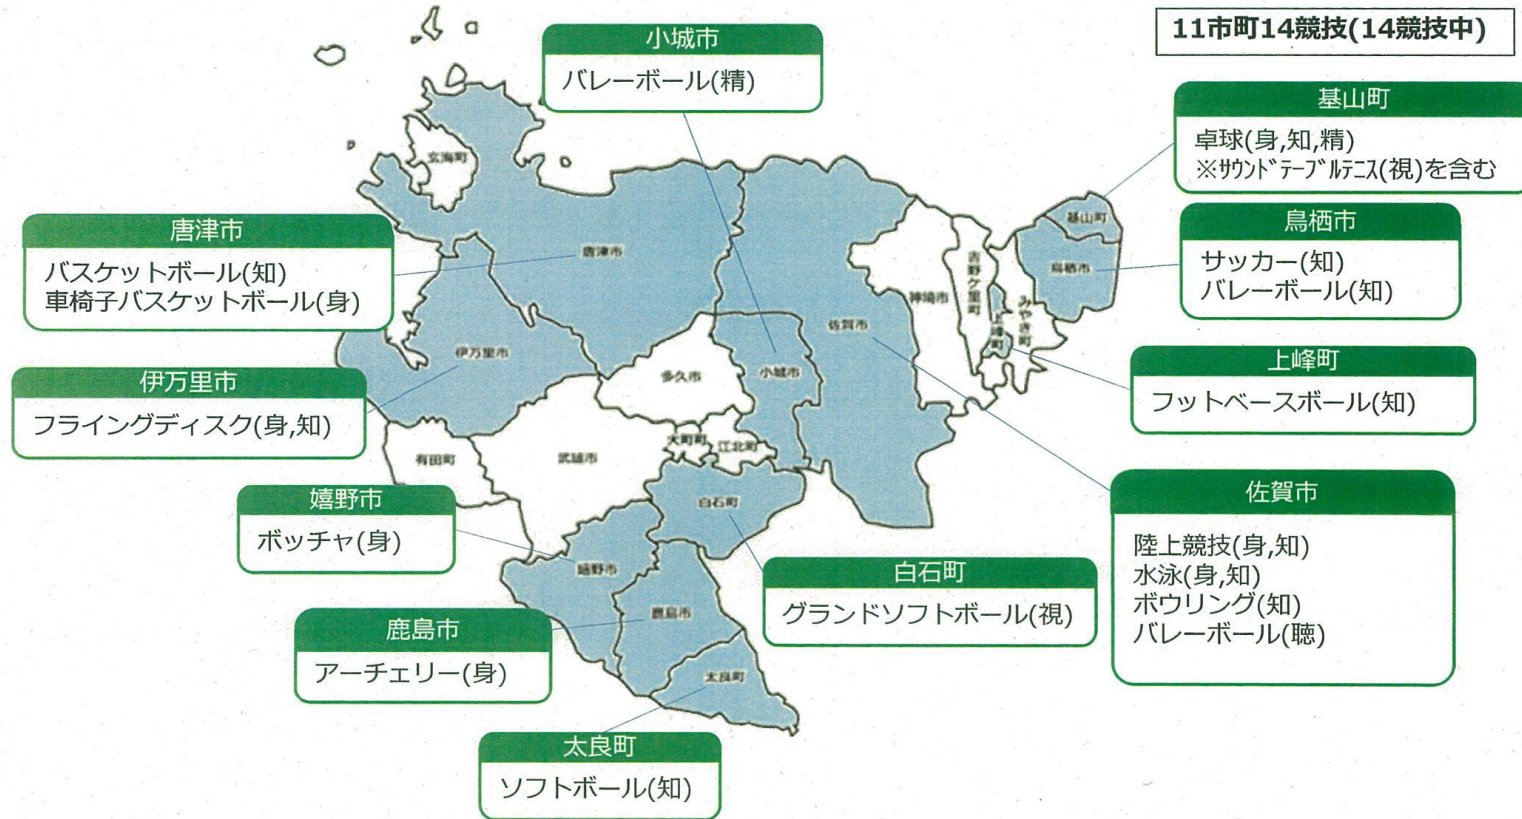 11市町14競技(14競技中)
小城市
バレーボール(精)
基山町
卓球(身,知,精)
※サウンドテーブルテニス(視)を含む
鳥栖市
サッカー(知)
バレーボール(知)
唐津市
バスケットボール(知)
車椅子バスケットボール(身)
上峰町
フットベースボール(知)
伊万里市
フライングディスク(身,知)
佐賀市
陸上競技(身,知)
水泳(身,知)
ボウリング(知)
バレーボール(聴)
嬉野市
ボッチャ(身)
白石町
グランドソフトボール(視)
鹿島市
アーチェリー(身)
太良町
ソフトボール(知)
玄海町
唐津市
基山町
鳥栖市
吉野ケ里町
神埼市
みやき町
上峰町
佐賀市
伊万里市
多久市
小城市
大町町
江北町
有田町
武雄市
白石町
嬉野市
鹿島市
太良町